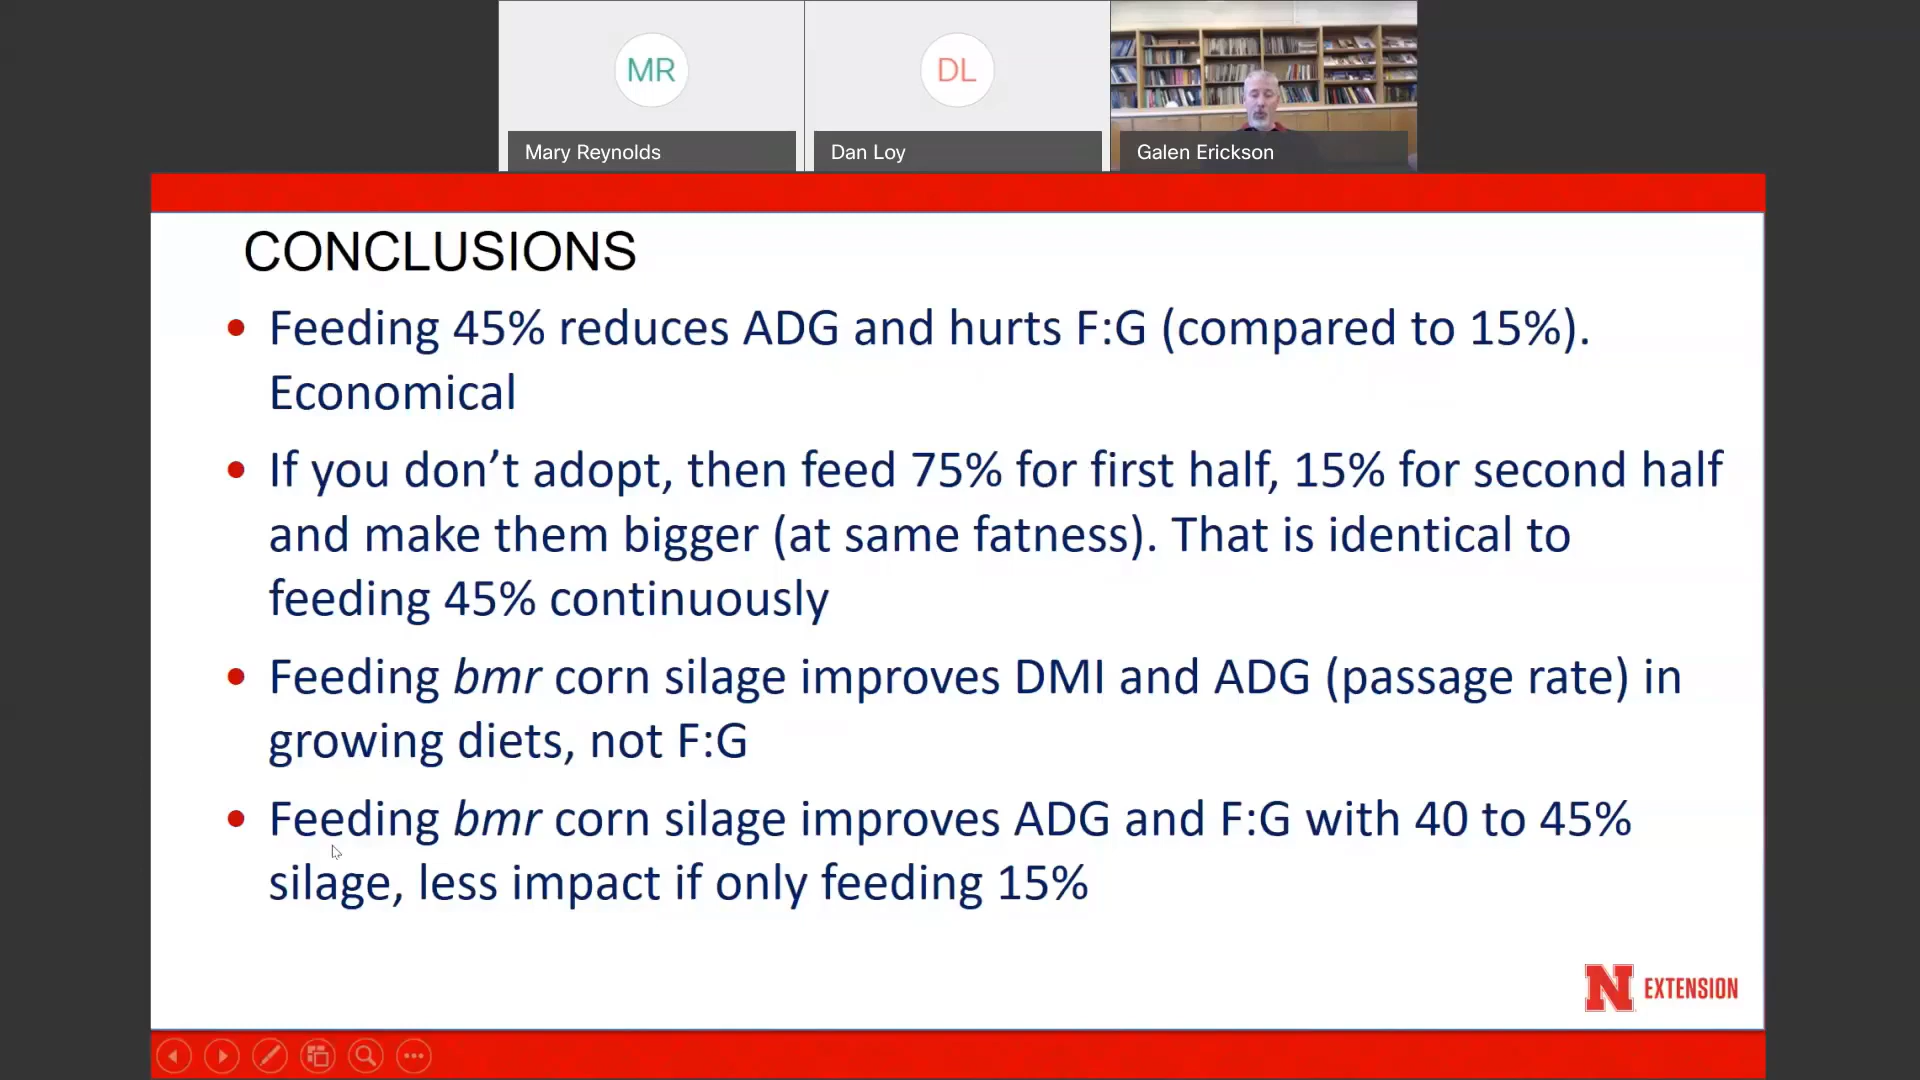 MR
DL
Mary Reynolds
Dan Loy
Galen Erickson
CONCLUSIONS
• Feeding 45% reduces ADG and hurts F:G (compared to 15%).
Economical
• If you don’t adopt, then feed 75% for first half, 15% for second half
and make them bigger (at same fatness). That is identical to
feeding 45% continuously
• Feeding bmr corn silage improves DMI and ADG (passage rate) in
growing diets, not F:G
• Feeding bmr corn silage improves ADG and F:G with 40 to 45%
silage, less impact if only feeding 15%
N EXTENSION